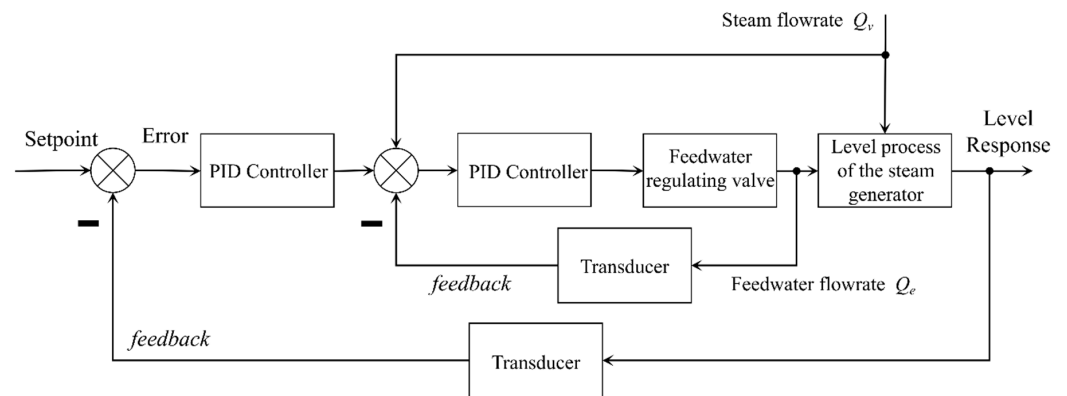 Steam flowrate Qv
Setpoint
Error
PID Controller
PID Controller
Feedwater
regulating valve
Level process
of the steam
generator
Level
Response
Transducer
feedback
Feedwater flowrate Qe
feedback
Transducer